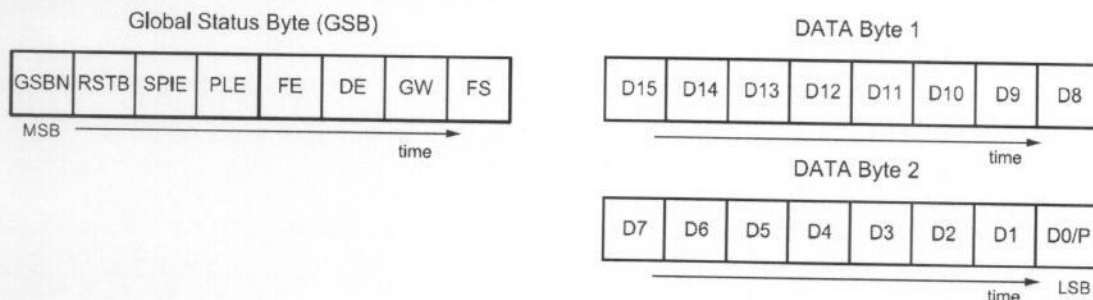 Global Status Byte (GSB)
GSBN RSTB SPIE PLE FE DE GW FS
MSB time
DATA Byte 1
D15 D14 D13 D12 D11 D10 D9 D8
time
DATA Byte 2
D7 D6 D5 D4 D3 D2 D1 D0/P
time LSB